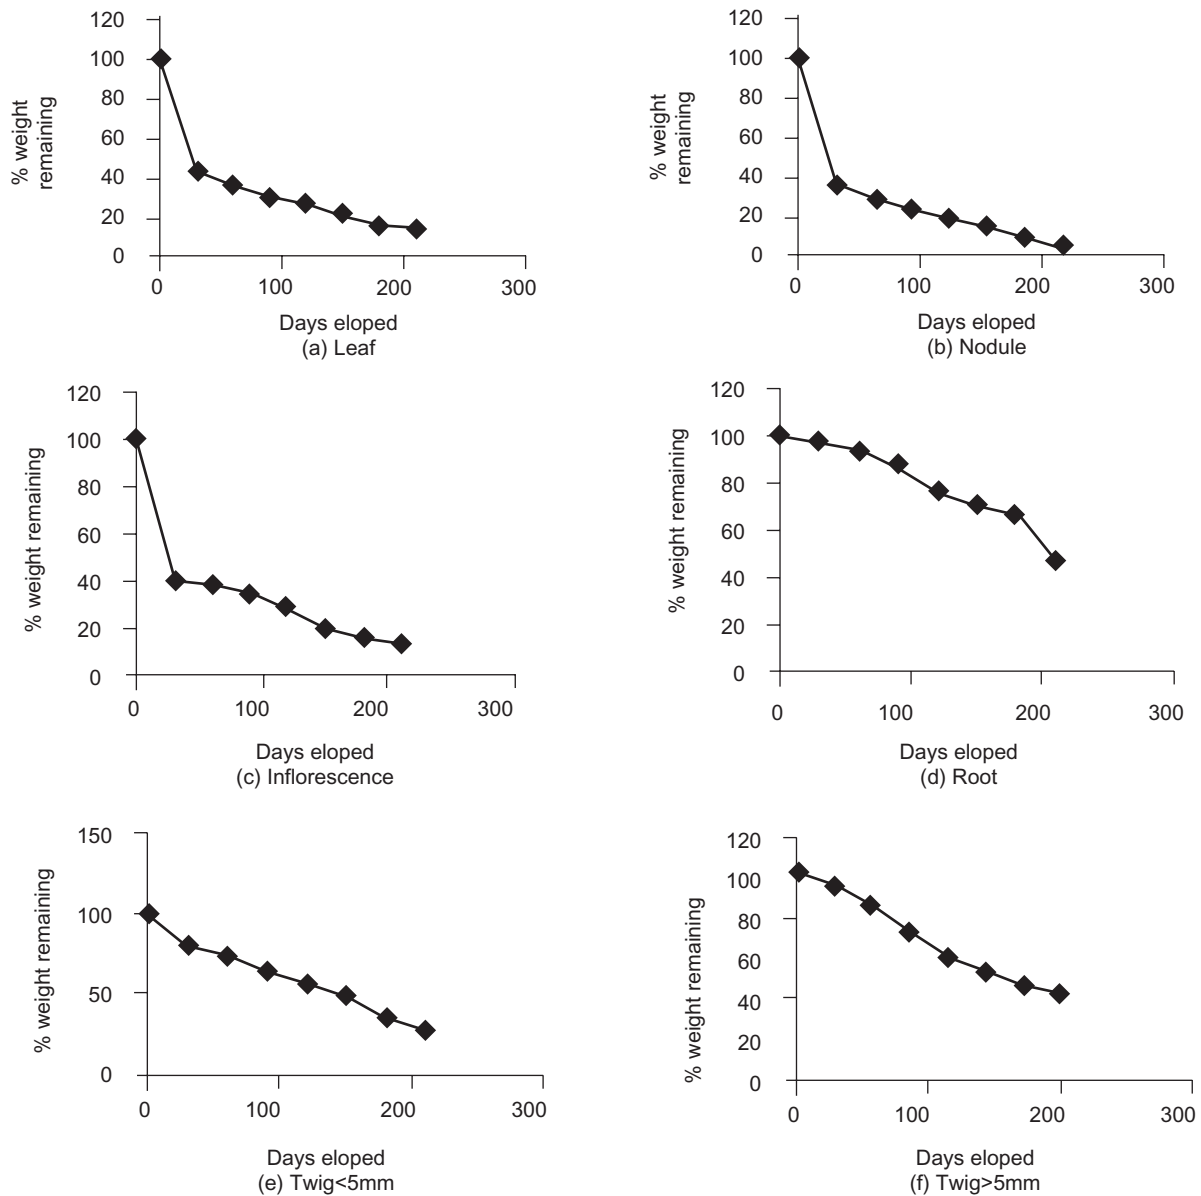 120
100
80
60
40
20
0
% weight
remaining
0 100 200 300
Days eloped
(a) Leaf
120
100
80
60
40
20
0
% weight
remaining
0 100 200 300
Days eloped
(b) Nodule
120
100
80
60
40
20
0
% weight remaining
0 100 200 300
Days eloped
(c) Inflorescence
120
100
80
60
40
20
0
% weight remaining
0 100 200 300
Days eloped
(d) Root
150
100
50
0
% weight remaining
0 100 200 300
Days eloped
(e) Twig<5mm
120
100
80
60
40
20
0
% weight remaining
0 100 200 300
Days eloped
(f) Twig>5mm